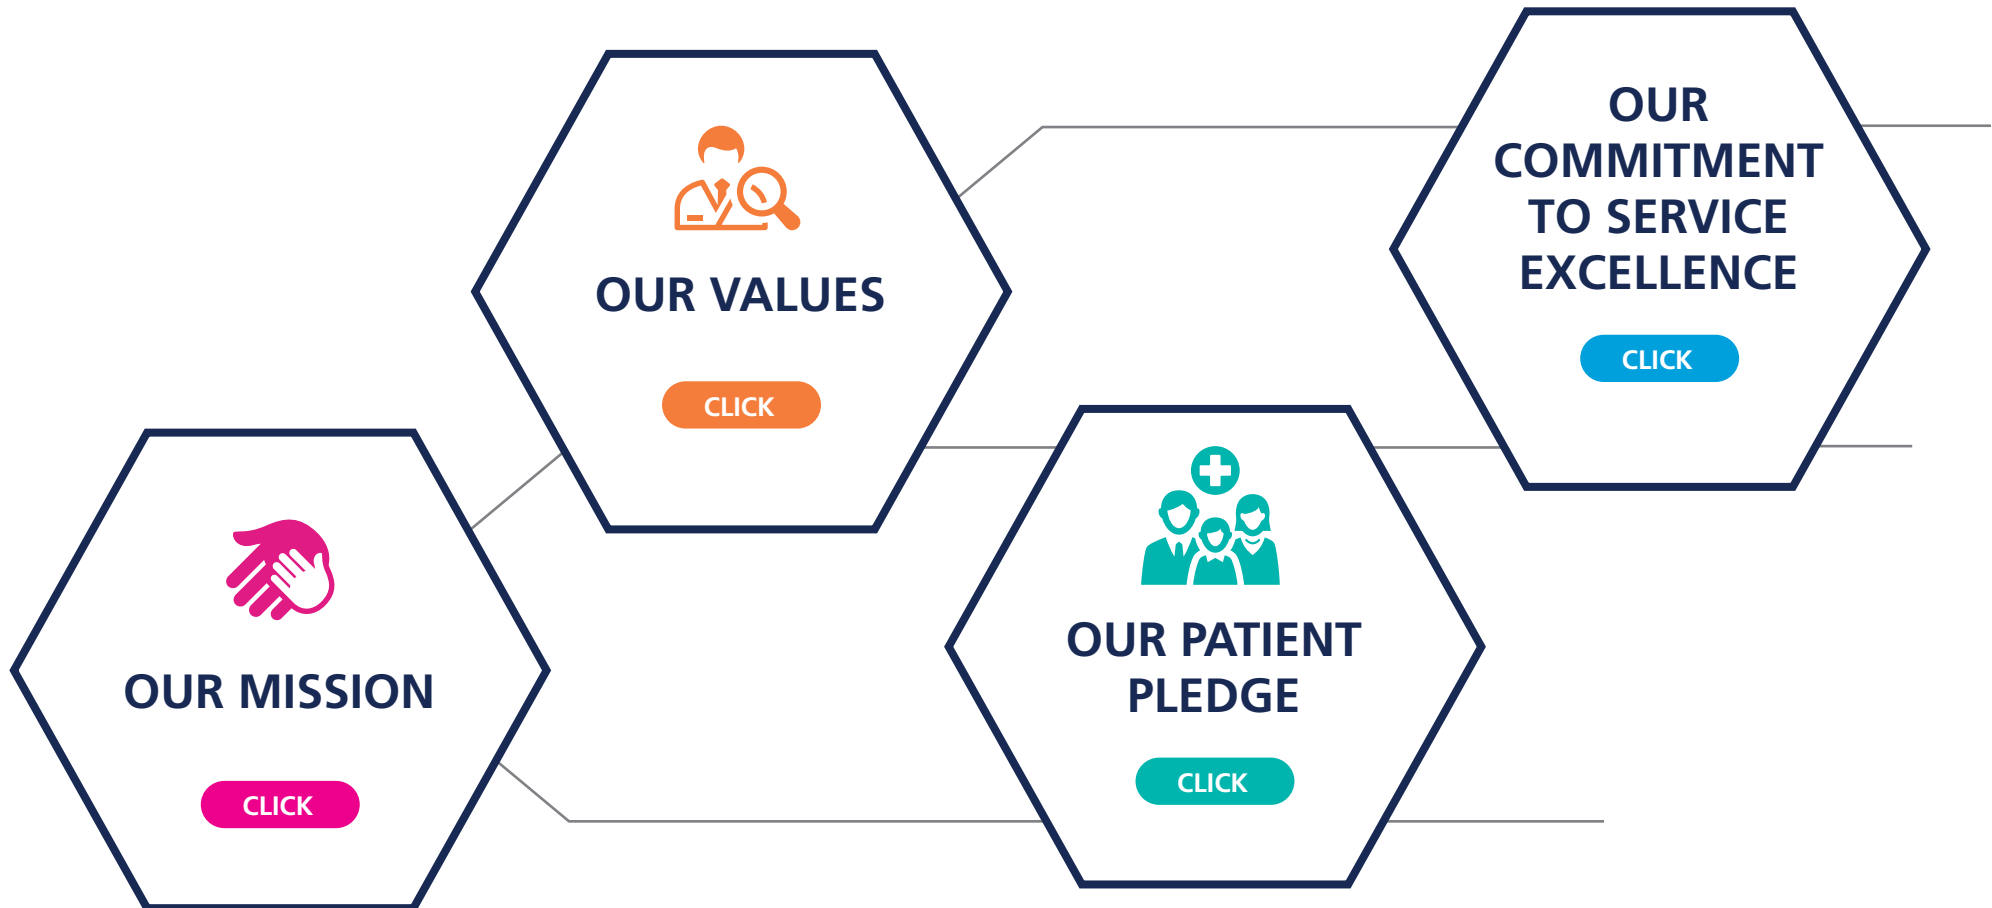 OUR MISSION
CLICK
OUR VALUES
CLICK
OUR PATIENT
PLEDGE
CLICK
OUR
COMMITMENT
TO SERVICE
EXCELLENCE
CLICK